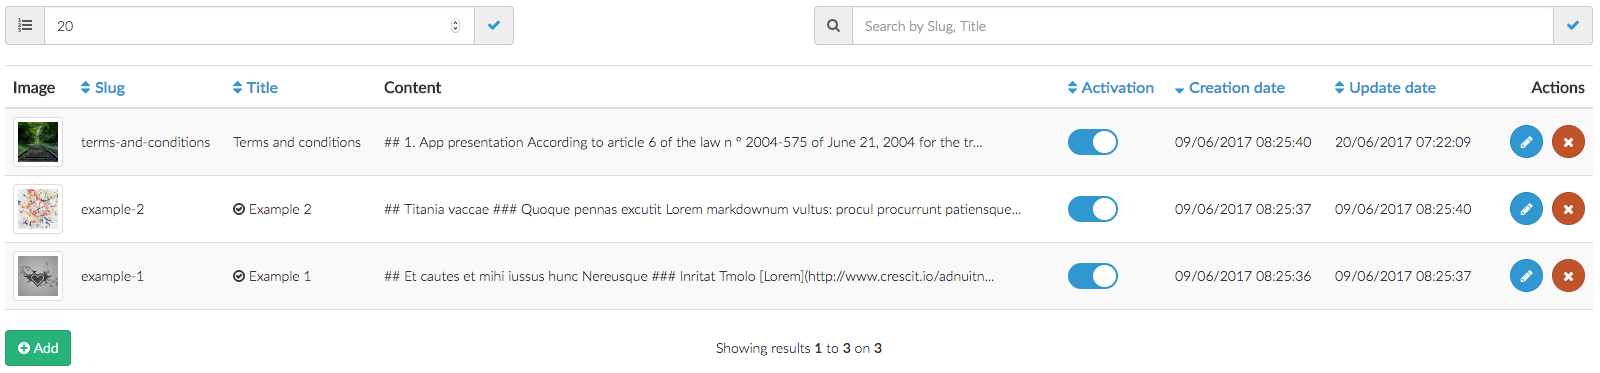 20 Search by Slug, Title
Image Slug Title Content Activation Creation date Update date Actions
terms-and-conditions Terms and conditions ## 1. App presentation According to article 6 of the law n ° 2004-575 of June 21, 2004 for the tr... 09/06/2017 08:25:40 20/06/2017 07:22:09
example-2 Example 2 ## Titania vaccae ### Quoque pennas excutit Lorem markdownum vultus: procul procurrunt patiensque... 09/06/2017 08:25:37 09/06/2017 08:25:40
example-1 Example 1 ## Et cautes et mihi iussus hunc Nereusque ### Inritat Tmolo [Lorem](http://www.crescit.io/adnuitn... 09/06/2017 08:25:36 09/06/2017 08:25:37
Add Showing results 1 to 3 on 3